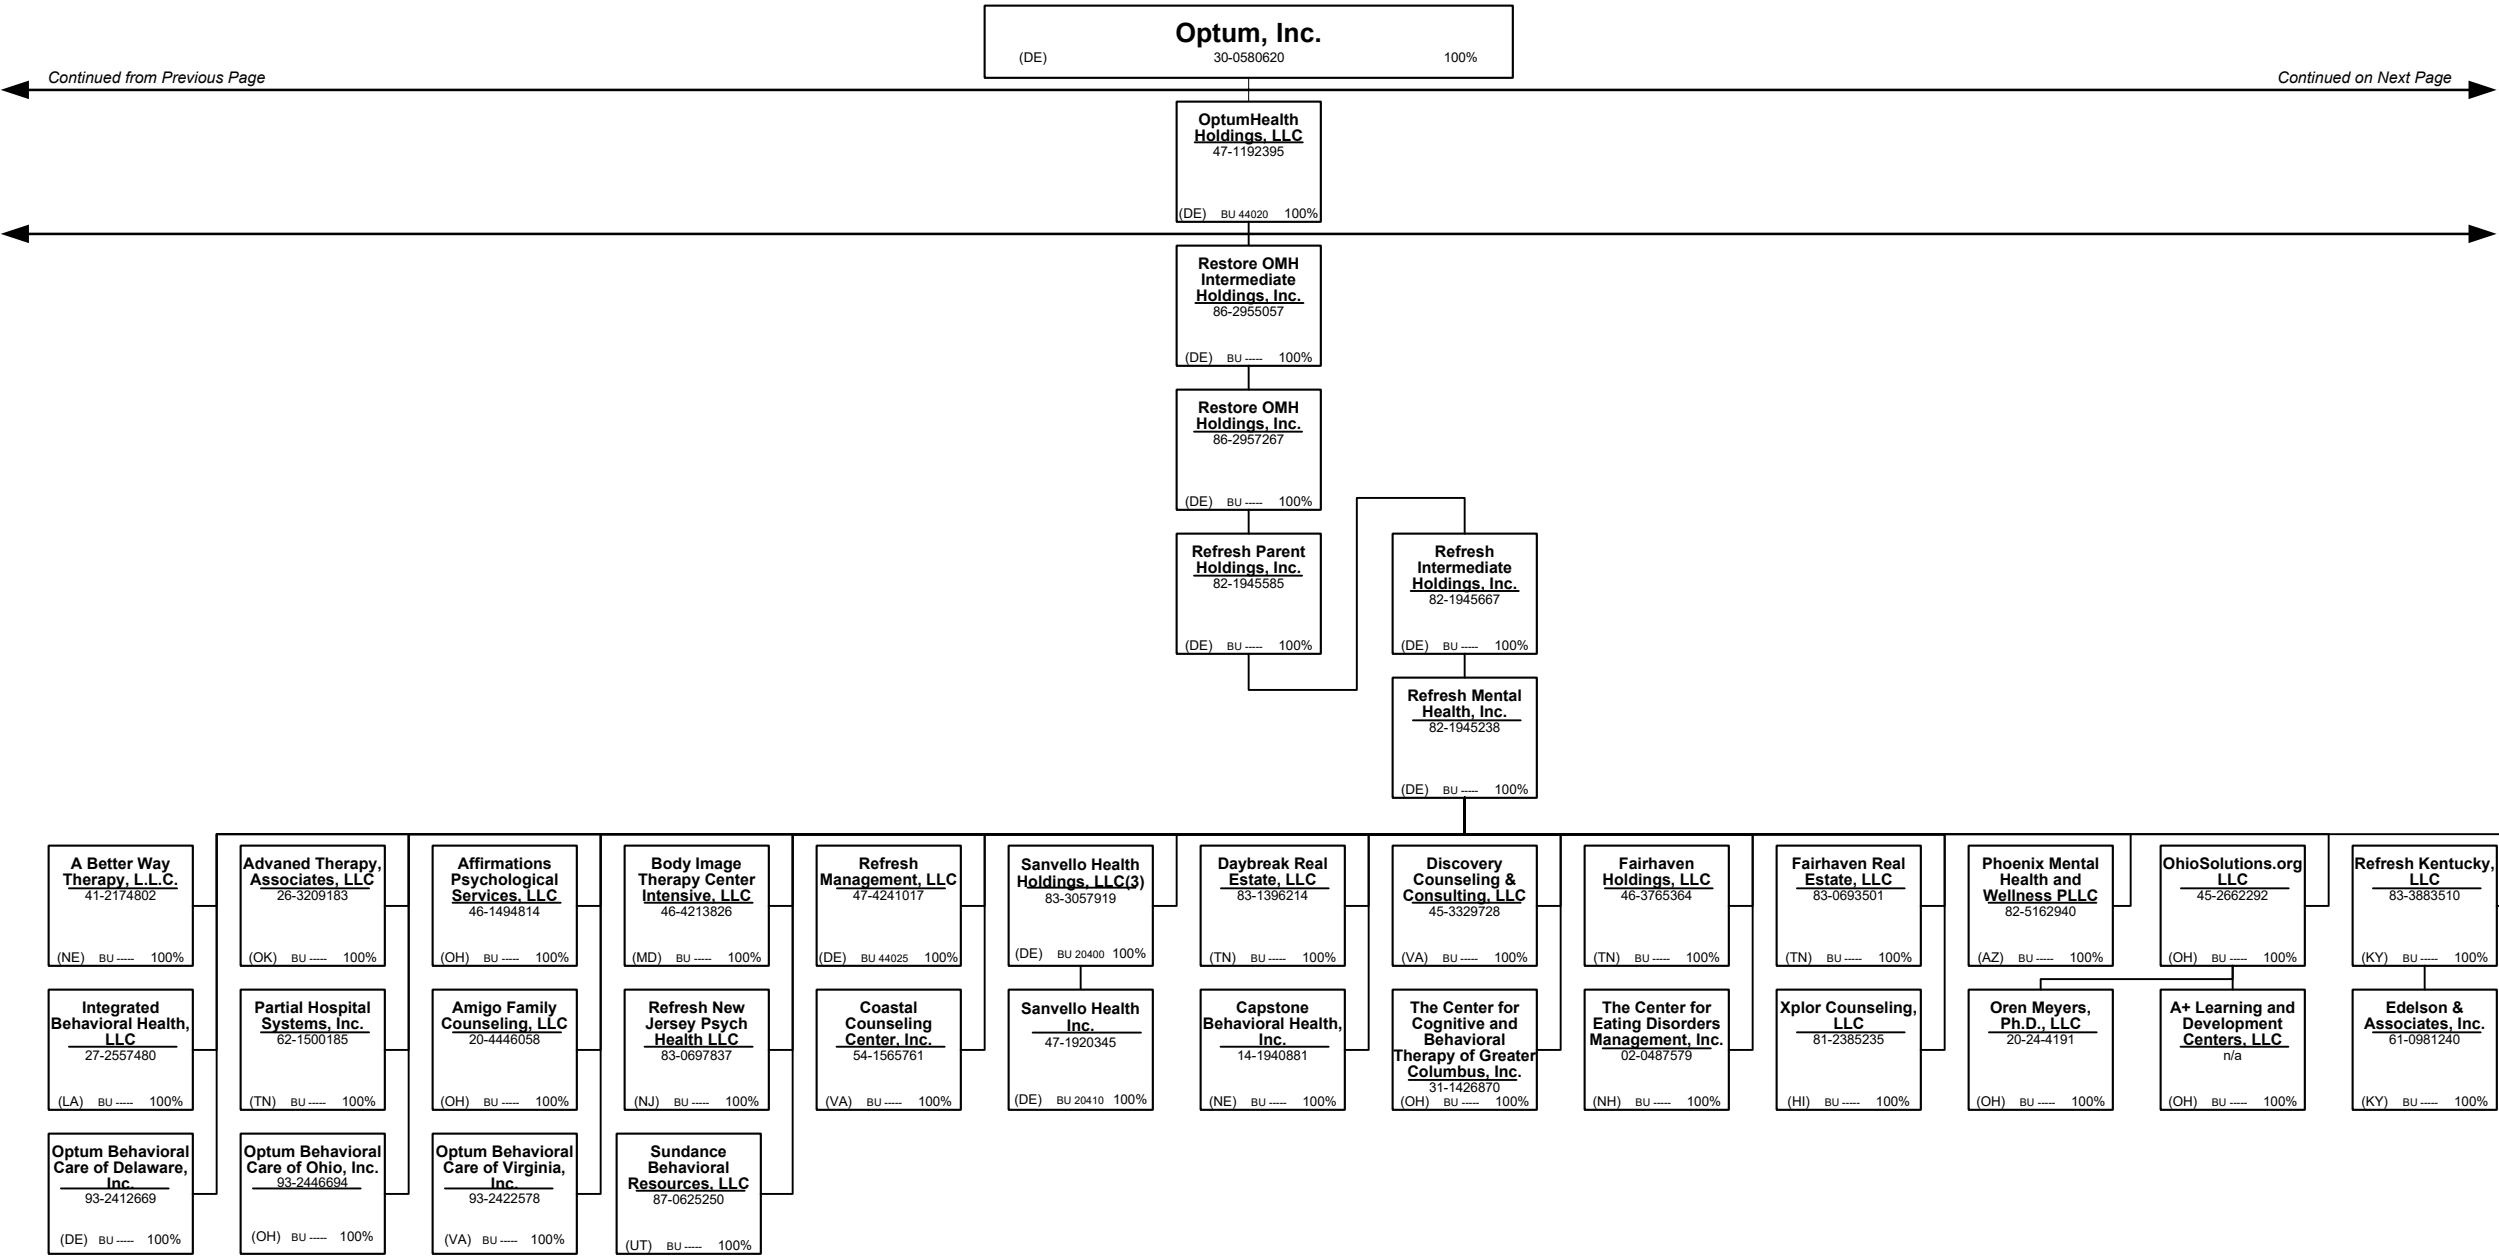 Optum, Inc.
(DE) 30-0580620 100%
Continued from Previous Page
Continued on Next Page
OptumHealth
Holdings, LLC
47-1192395
(DE) BU 44020 100%
Restore OMH
Intermediate
Holdings, Inc.
86-2955057
(DE) BU ----- 100%
Restore OMH
Holdings, Inc.
86-2957267
(DE) BU ----- 100%
Refresh Parent
Holdings, Inc.
82-1945585
(DE) BU ----- 100%
Refresh
Intermediate
Holdings, Inc.
82-1945667
(DE) BU ----- 100%
Refresh Mental
Health, Inc.
82-1945238
(DE) BU ----- 100%
A Better Way
Therapy, L.L.C.
41-2174802
(NE) BU ----- 100%
Advaned Therapy,
Associates, LLC
26-3209183
(OK) BU ----- 100%
Affirmations
Psychological
Services, LLC
46-1494814
(OH) BU ----- 100%
Body Image
Therapy Center
Intensive, LLC
46-4213826
(MD) BU ----- 100%
Refresh
Management, LLC
47-4241017
(DE) BU 44025 100%
Sanvello Health
Holdings, LLC(3)
83-3057919
(DE) BU 20400 100%
Daybreak Real
Estate, LLC
83-1396214
(TN) BU ----- 100%
Discovery
Counseling &
Consulting, LLC
45-3329728
(VA) BU ----- 100%
Fairhaven
Holdings, LLC
46-3765364
(TN) BU ----- 100%
Fairhaven Real
Estate, LLC
83-0693501
(TN) BU ----- 100%
Phoenix Mental
Health and
Wellness PLLC
82-5162940
(AZ) BU ----- 100%
OhioSolutions.org
LLC
45-2662292
(OH) BU ----- 100%
Refresh Kentucky,
LLC
83-3883510
(KY) BU ----- 100%
Integrated
Behavioral Health,
LLC
27-2557480
(LA) BU ----- 100%
Partial Hospital
Systems, Inc.
62-1500185
(TN) BU ----- 100%
Amigo Family
Counseling, LLC
20-4446058
(OH) BU ----- 100%
Refresh New
Jersey Psych
Health LLC
83-0697837
(NJ) BU ----- 100%
Coastal
Counseling
Center, Inc.
54-1565761
(VA) BU ----- 100%
Sanvello Health
Inc.
47-1920345
(DE) BU 20410 100%
Capstone
Behavioral Health,
Inc.
14-1940881
(NE) BU ----- 100%
The Center for
Cognitive and
Behavioral
Therapy of Greater
Columbus, Inc.
31-1426870
(OH) BU ----- 100%
The Center for
Eating Disorders
Management, Inc.
02-0487579
(NH) BU ----- 100%
Xplor Counseling,
LLC
81-2385235
(HI) BU ----- 100%
Oren Meyers,
Ph.D., LLC
20-24-4191
(OH) BU ----- 100%
A+ Learning and
Development
Centers, LLC
n/a
(OH) BU ----- 100%
Edelson &
Associates, Inc.
61-0981240
(KY) BU ----- 100%
Optum Behavioral
Care of Delaware,
Inc.
93-2412669
(DE) BU ----- 100%
Optum Behavioral
Care of Ohio, Inc.
93-2446694
(OH) BU ----- 100%
Optum Behavioral
Care of Virginia,
Inc.
93-2422578
(VA) BU ----- 100%
Sundance
Behavioral
Resources, LLC
87-0625250
(UT) BU ----- 100%